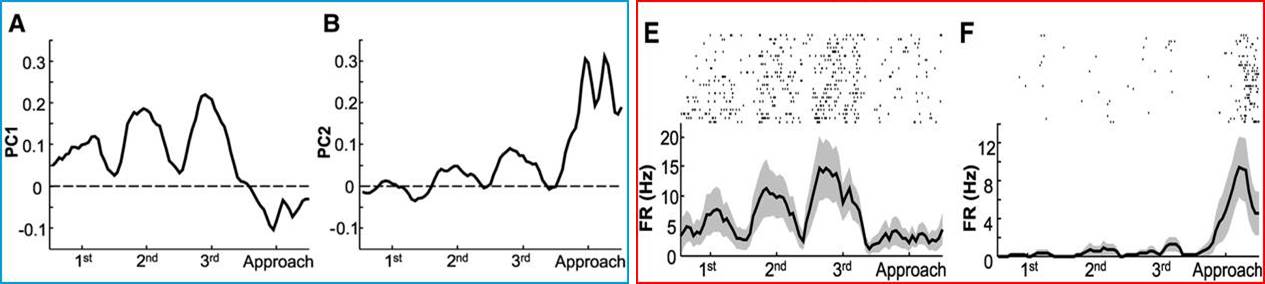 A
PC1
0.3
0.2
0.1
0
-0.1
1st 2nd 3rd Approach
B
PC2
0.3
0.2
0.1
0
-0.1
1st 2nd 3rd Approach
E
FR (Hz)
20
15
10
5
0
1st 2nd 3rd Approach
F
FR (Hz)
12
8
4
0
1st 2nd 3rd Approach